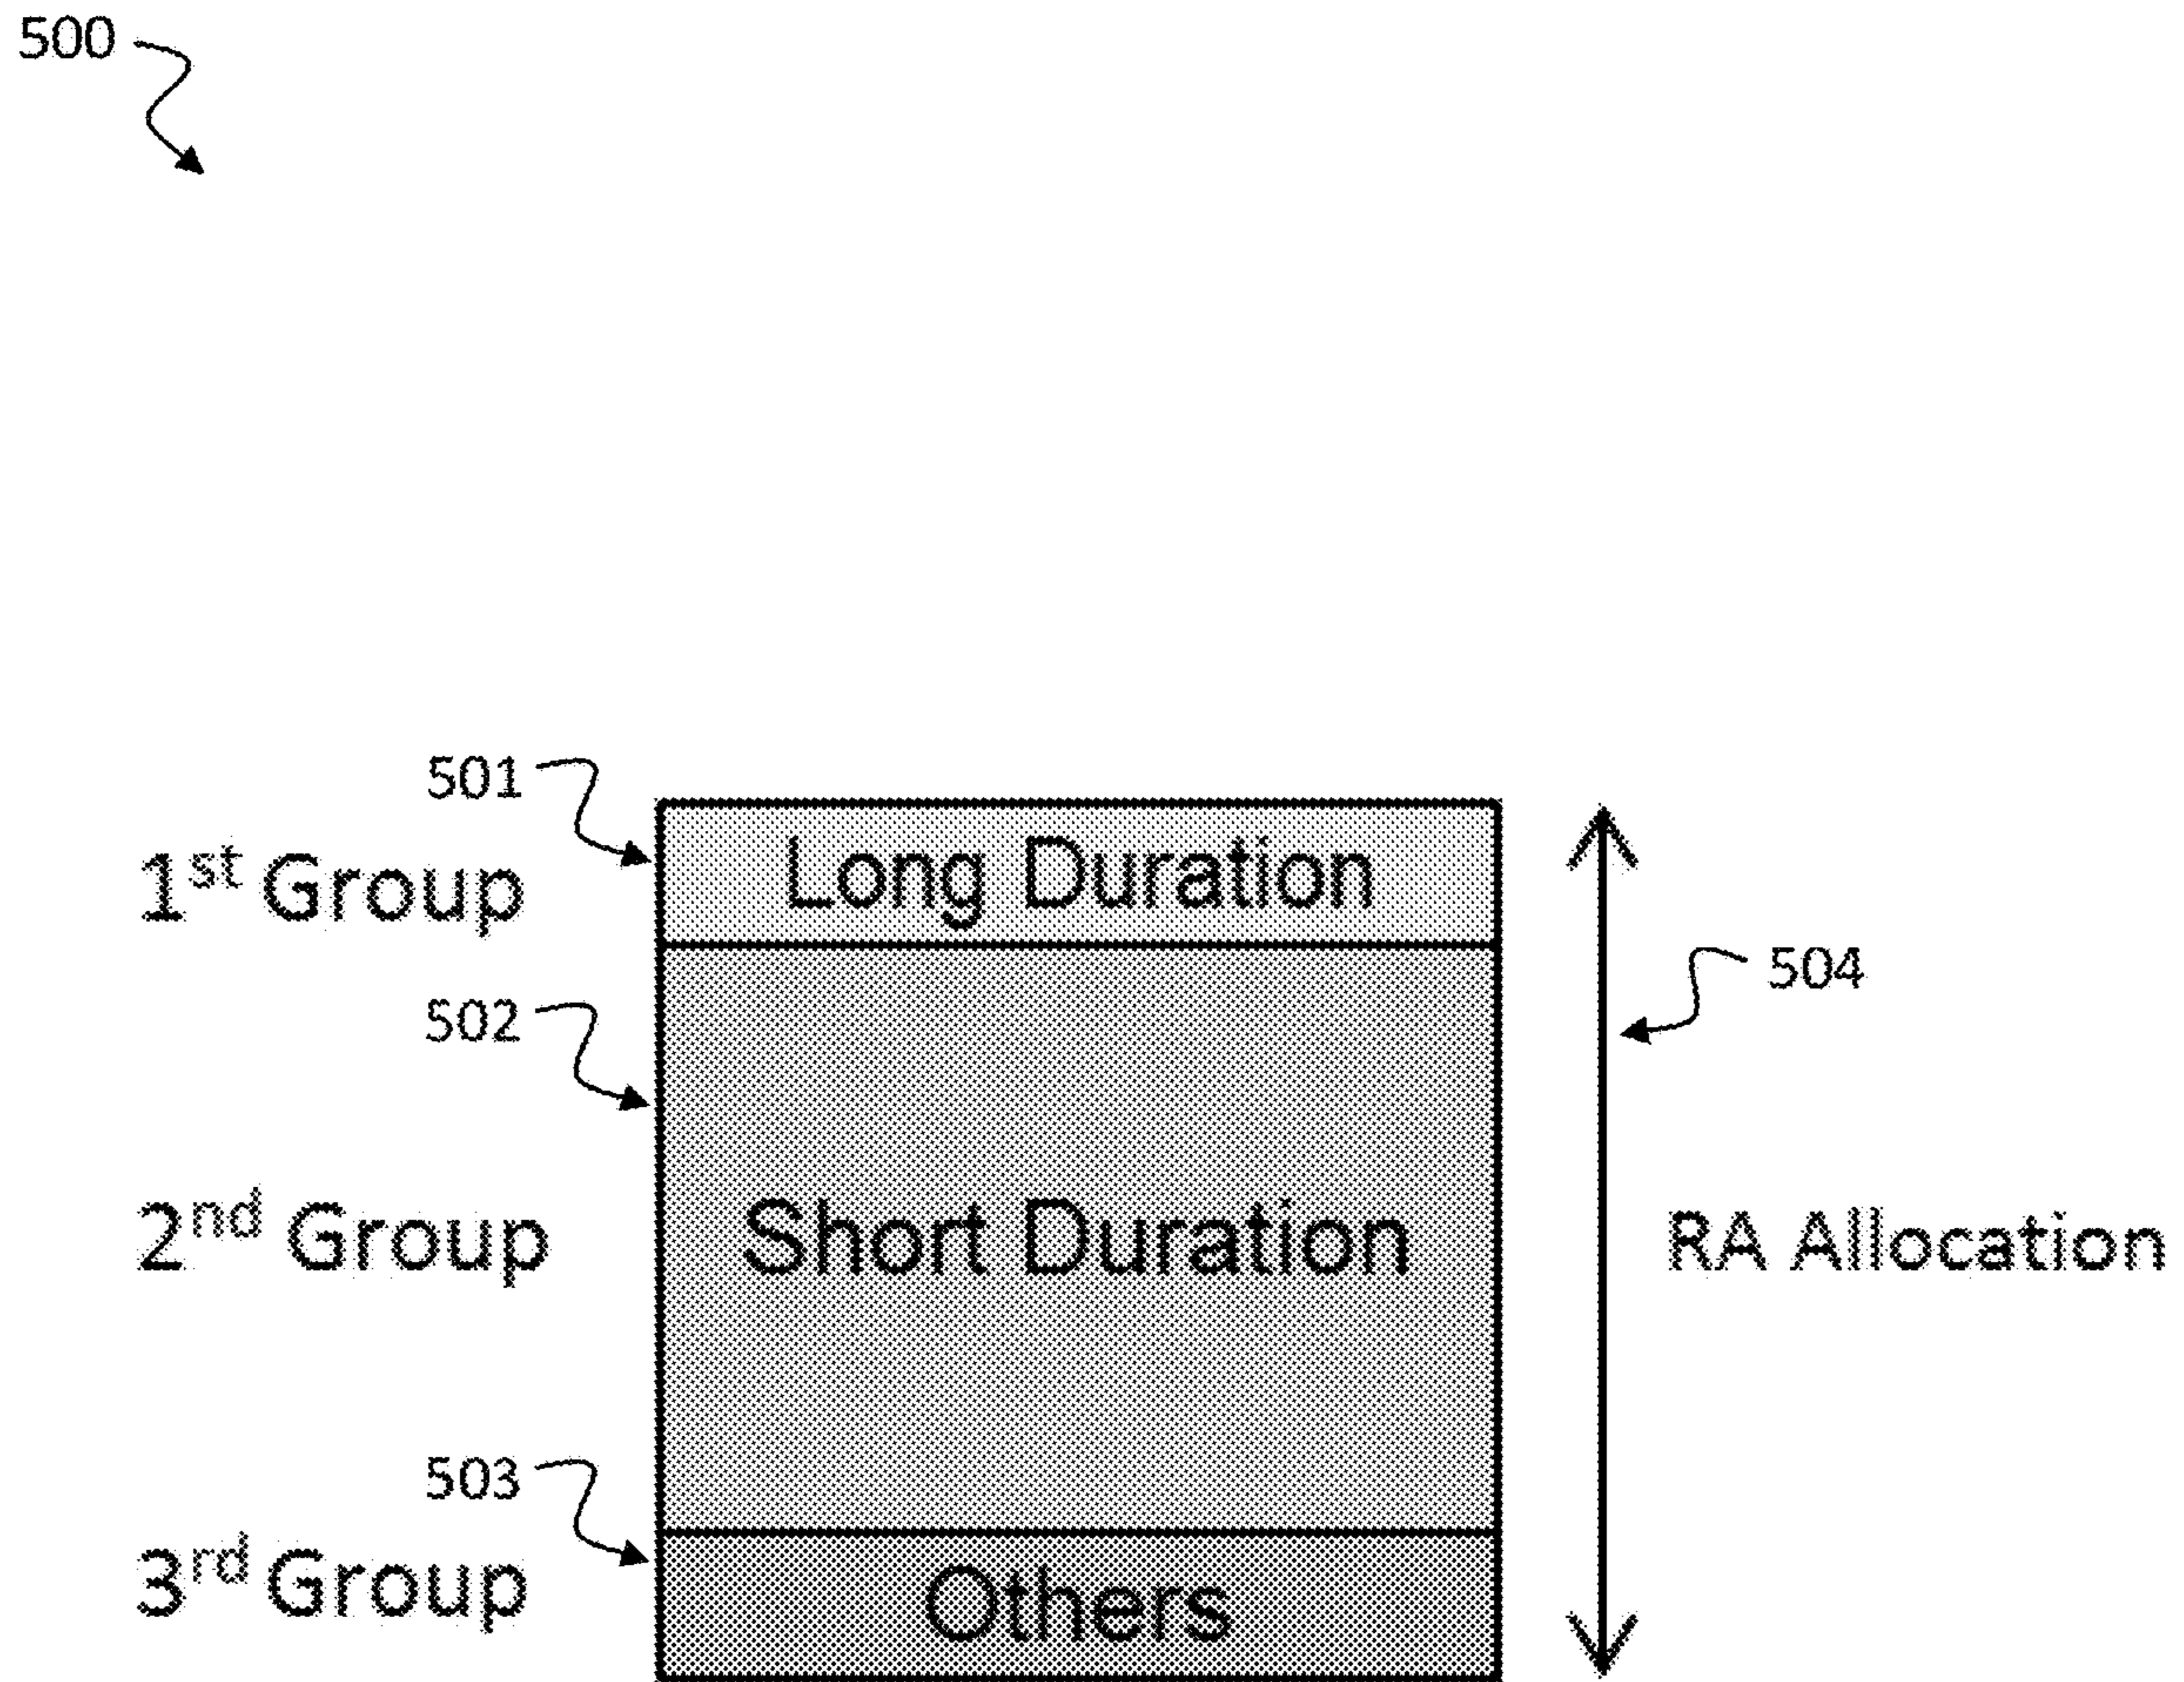 500
501
1st Group
Long Duration
504
502
2nd Group
Short Duration
RA Allocation
503
3rd Group
Others